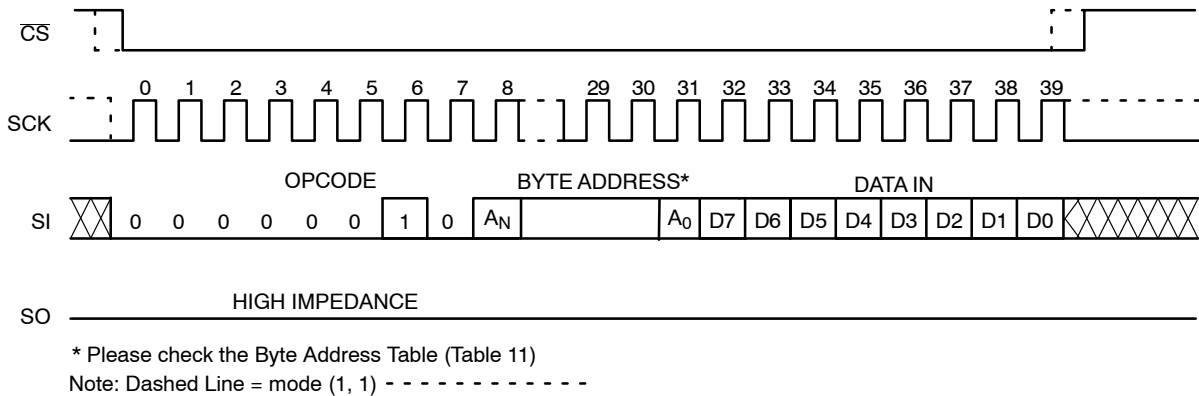 CS
0 1 2 3 4 5 6 7 8 29 30 31 32 33 34 35 36 37 38 39
SCK
OPCODE BYTE ADDRESS* DATA IN
SI 0 0 0 0 0 0 1 0 AN A0 D7 D6 D5 D4 D3 D2 D1 D0
HIGH IMPEDANCE
SO
* Please check the Byte Address Table (Table 11)
Note: Dashed Line = mode (1, 1) - - - - - - - - - - - -